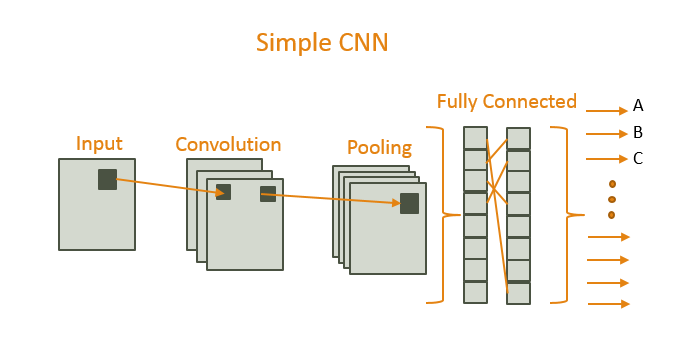 Simple CNN
Input
Convolution
Pooling
Fully Connected
A
B
C